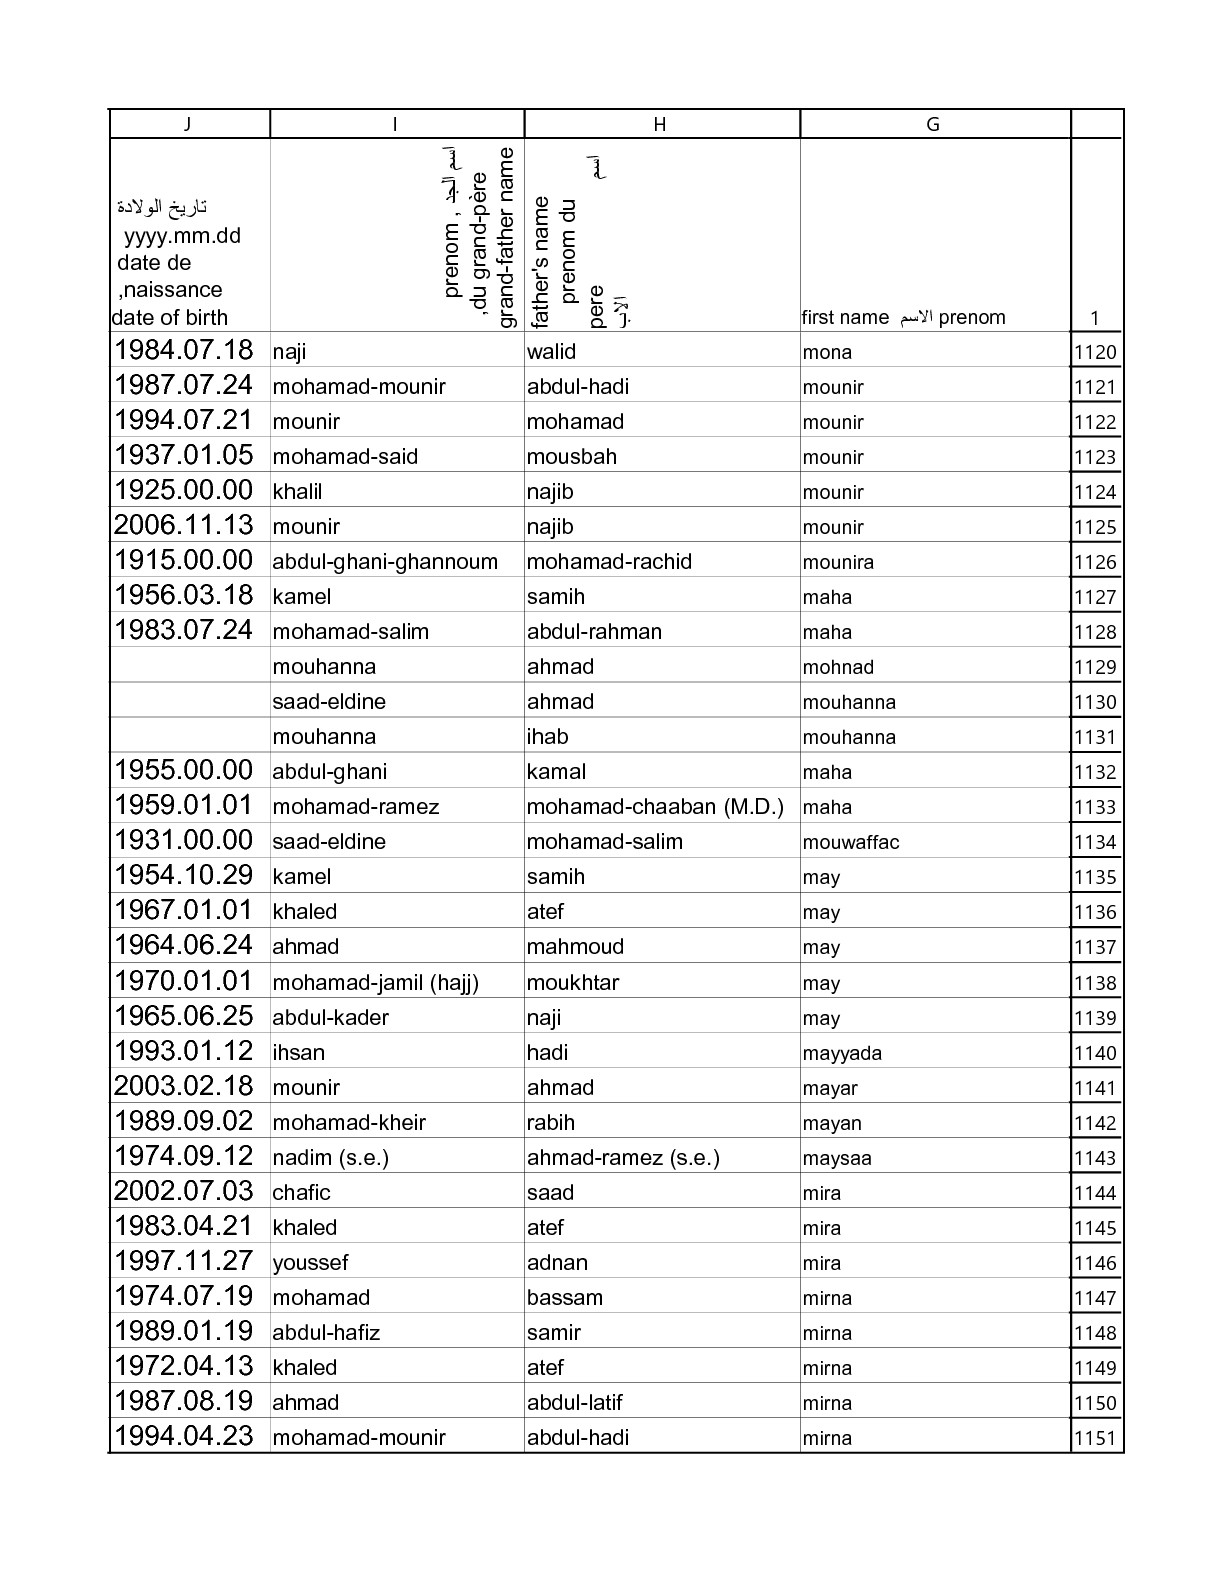 J I H G
تاريخ الولادة
yyyy.mm.dd
date de
,naissance
date of birth
اسم الجد , prenom
,du grand-père
grand-father name
father's name اسم
prenom du
pere
الاب
first name الاسم prenom
1
1984.07.18 naji walid mona 1120
1987.07.24 mohamad-mounir abdul-hadi mounir 1121
1994.07.21 mounir mohamad mounir 1122
1937.01.05 mohamad-said mousbah mounir 1123
1925.00.00 khalil najib mounir 1124
2006.11.13 mounir najib mounir 1125
1915.00.00 abdul-ghani-ghannoum mohamad-rachid mounira 1126
1956.03.18 kamel samih maha 1127
1983.07.24 mohamad-salim abdul-rahman maha 1128
mouhanna ahmad mohnad 1129
saad-eldine ahmad mouhanna 1130
mouhanna ihab mouhanna 1131
1955.00.00 abdul-ghani kamal maha 1132
1959.01.01 mohamad-ramez mohamad-chaaban (M.D.) maha 1133
1931.00.00 saad-eldine mohamad-salim mouwaffac 1134
1954.10.29 kamel samih may 1135
1967.01.01 khaled atef may 1136
1964.06.24 ahmad mahmoud may 1137
1970.01.01 mohamad-jamil (hajj) moukhtar may 1138
1965.06.25 abdul-kader naji may 1139
1993.01.12 ihsan hadi mayyada 1140
2003.02.18 mounir ahmad mayar 1141
1989.09.02 mohamad-kheir rabih mayan 1142
1974.09.12 nadim (s.e.) ahmad-ramez (s.e.) maysaa 1143
2002.07.03 chafic saad mira 1144
1983.04.21 khaled atef mira 1145
1997.11.27 youssef adnan mira 1146
1974.07.19 mohamad bassam mirna 1147
1989.01.19 abdul-hafiz samir mirna 1148
1972.04.13 khaled atef mirna 1149
1987.08.19 ahmad abdul-latif mirna 1150
1994.04.23 mohamad-mounir abdul-hadi mirna 1151